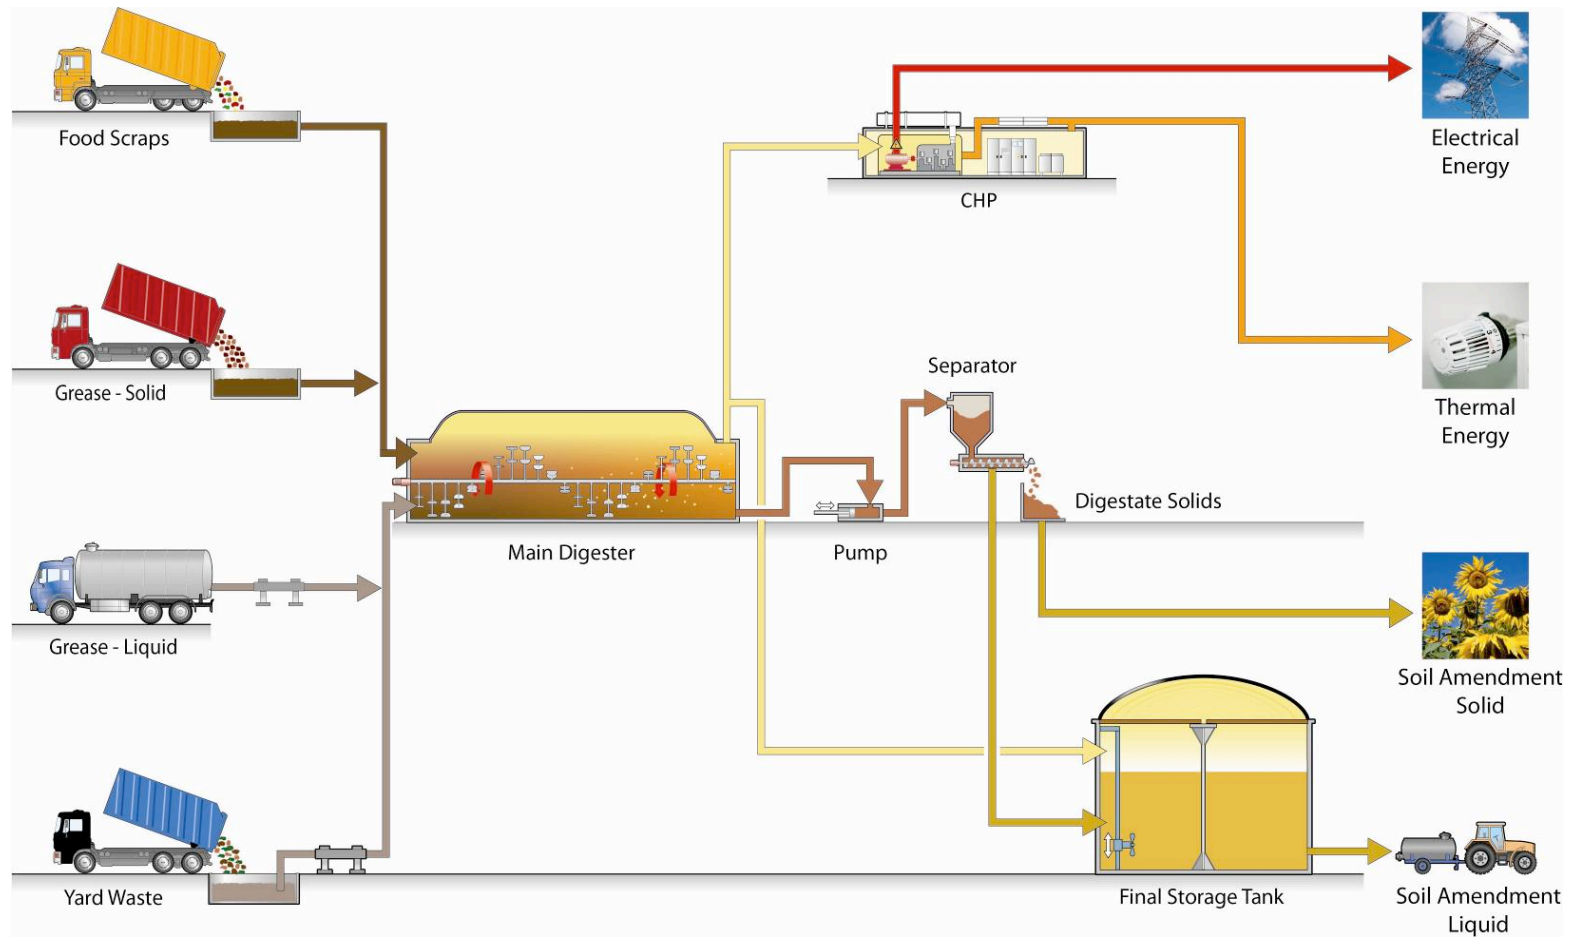 Food Scraps
Grease - Solid
Grease - Liquid
Yard Waste
Main Digester
Pump
Separator
Digestate Solids
CHP
Final Storage Tank
Electrical
Energy
Thermal
Energy
Soil Amendment
Solid
Soil Amendment
Liquid